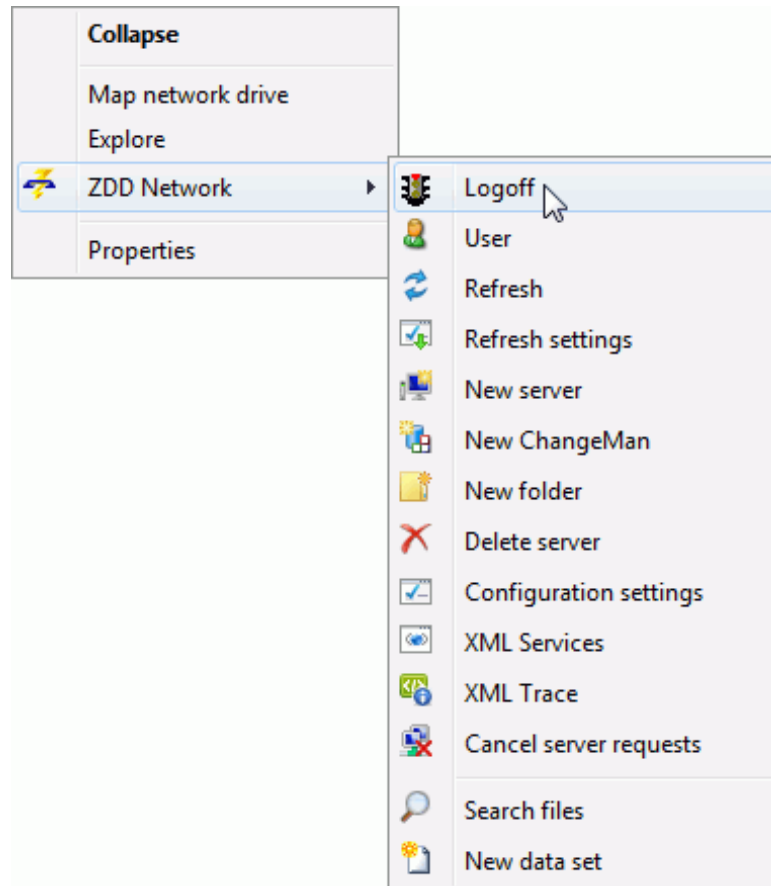 Collapse
Map network drive
Explore
ZDD Network
Properties
Logoff
User
Refresh
Refresh settings
New server
New ChangeMan
New folder
Delete server
Configuration settings
XML Services
XML Trace
Cancel server requests
Search files
New data set